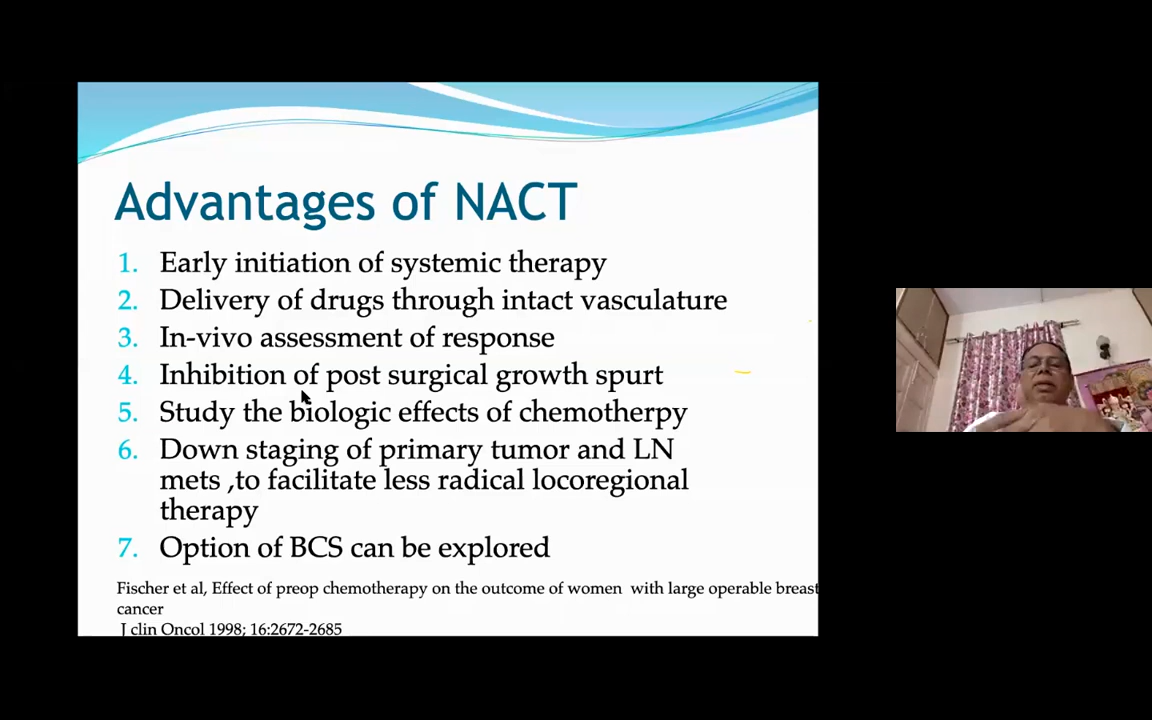 Advantages of NACT
1. Early initiation of systemic therapy
2. Delivery of drugs through intact vasculature
3. In-vivo assessment of response
4. Inhibition of post surgical growth spurt
5. Study the biologic effects of chemotherpy
6. Down staging of primary tumor and LN
mets ,to facilitate less radical locoregional
therapy
7. Option of BCS can be explored
Fischer et al, Effect of preop chemotherapy on the outcome of women with large operable breast
cancer
J clin Oncol 1998; 16:2672-2685